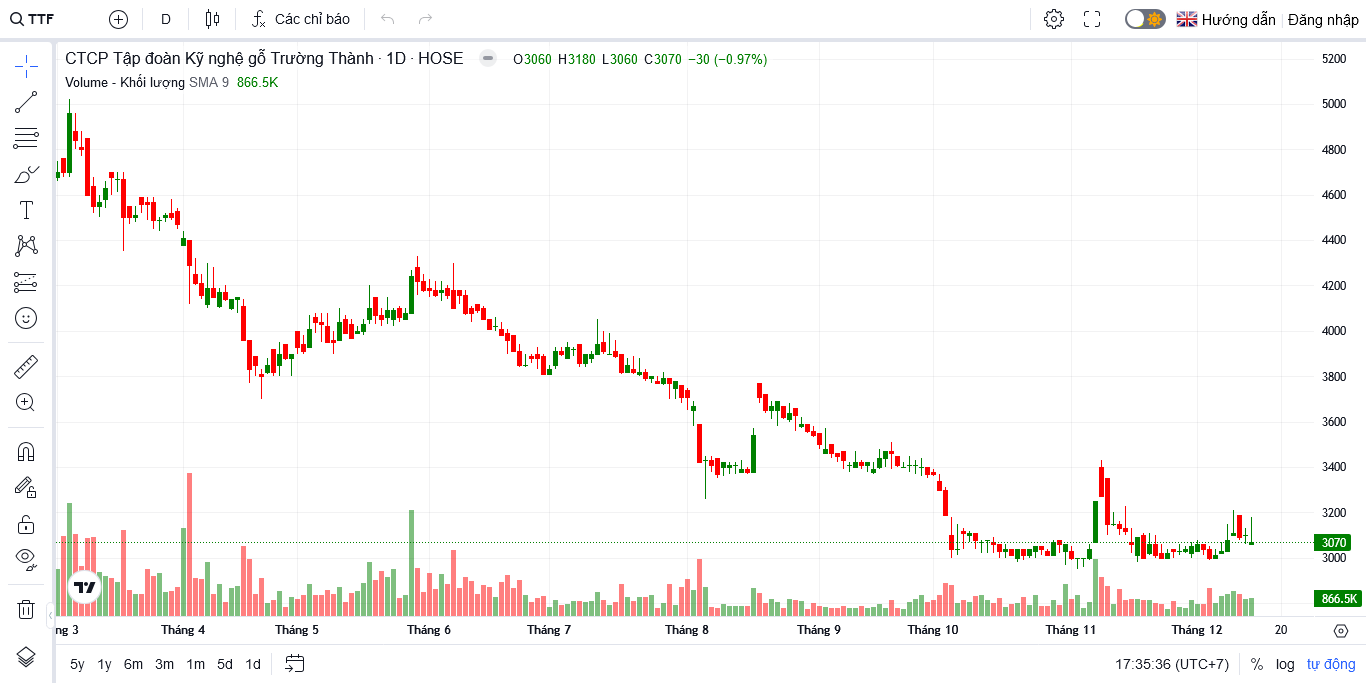 TTF D Các chỉ báo Hướng dẫn Đăng nhập
CTCP Tập đoàn Kỹ nghệ gỗ Trường Thành · 1D · HOSE O3060 H3180 L3060 C3070 −30 (−0.97%)
Volume - Khối lượng SMA 9 866.5K
5200
5000
4800
4600
4400
4200
4000
3800
3600
3400
3200
3070
3000
866.5K
ng 3 Tháng 4 Tháng 5 Tháng 6 Tháng 7 Tháng 8 Tháng 9 Tháng 10 Tháng 11 Tháng 12 20
5y 1y 6m 3m 1m 5d 1d 17:35:36 (UTC+7) % log tự động